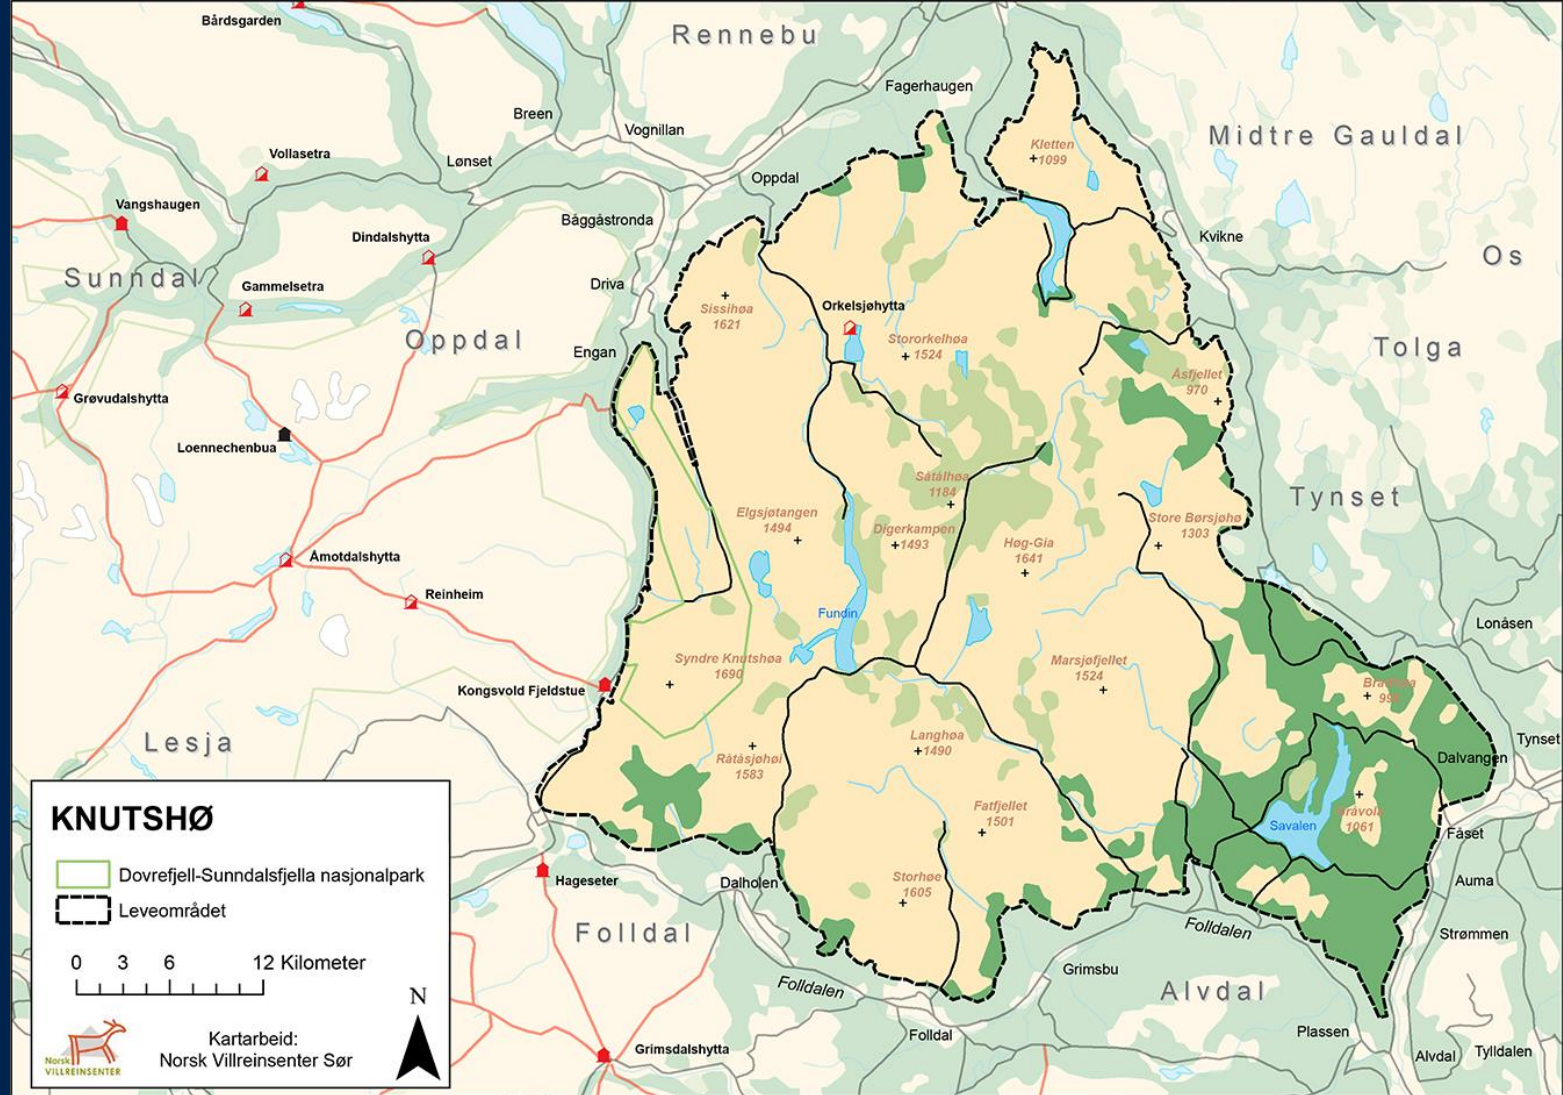 Bårdsgarden
Rennebu
Fagerhaugen
Breen
Vognillan
Midtre Gauldal
Kletten
1099
Vollasetra
Lønset
Oppdal
Vangshaugen
Båggåstronda
Dindalshytta
Kvikne
Os
Sunndal
Gammelsetra
Driva
Sissihøa
1621
Orkelsjøhytta
Oppdal
Stororkelhøa
1524
Engan
Tolga
Åsfjellet
970
Grøvudalshytta
Loennechenbua
Såtålhøa
1184
Tynset
Elgsjøtangen
1494
Digerkampen
1493
Store Børsjøhø
1303
Høg-Gia
1641
Åmotdalshytta
Reinheim
Fundin
Lonåsen
Syndre Knutshøa
1690
Marsjøfjellet
1524
Kongsvold Fjeldstue
Lesja
Langhøa
1490
Tynset
Dalvangen
Råtåsjøhøi
1583
Fatfjellet
1501
1061
Savalen
Fåset
Storhøe
1605
Dalholen
Hageseter
Auma
Folldal
Folldalen
Strømmen
Grimsbu
Folldalen
Alvdal
Folldal
Plassen
Grimsdalshytta
Alvdal
Tylldalen
KNUTSHØ
Dovrefjell-Sunndalsfjella nasjonalpark
Leveområdet
0 3 6 12 Kilometer
N
Norsk
VILLREINSENTER
Kartarbeid:
Norsk Villreinsenter Sør